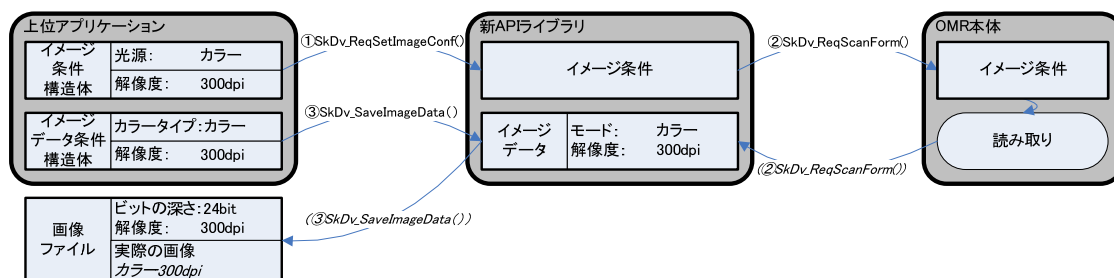 上位アプリケーション
イメージ
条件
構造体
光源: カラー
解像度: 300dpi
イメージ
データ条件
構造体
カラータイプ:カラー
解像度: 300dpi
①SkDv_ReqSetImageConf()
③SkDv_SaveImageData()
新APIライブラリ
イメージ条件
イメージ
データ
モード: カラー
解像度: 300dpi
②SkDv_ReqScanForm()
(②SkDv_ReqScanForm())
OMR本体
イメージ条件
読み取り
(③SkDv_SaveImageData())
画像
ファイル
ビットの深さ:24bit
解像度: 300dpi
実際の画像
カラー300dpi